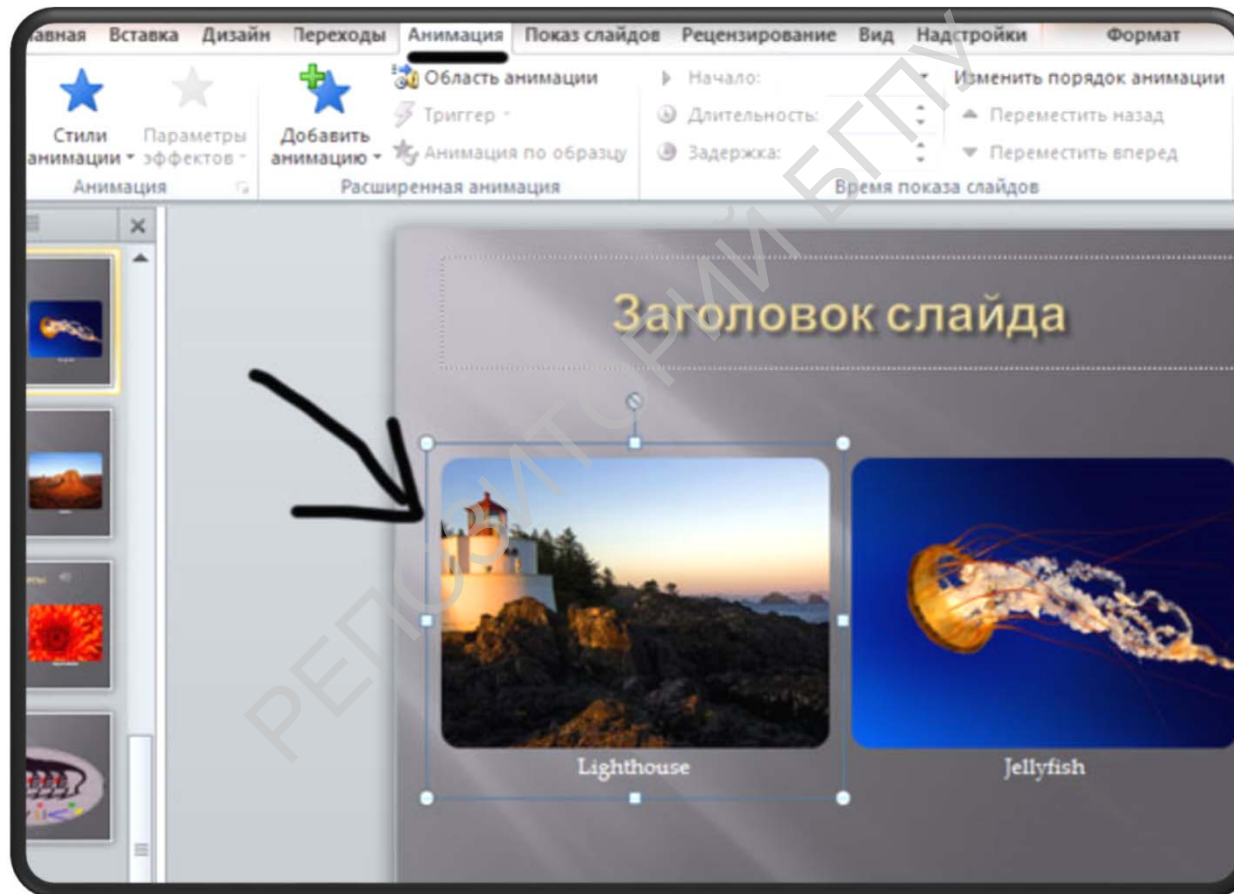 лавная Вставка Дизайн Переходы Анимация Показ слайдов Рецензирование Вид Надстройки Формат
Стили анимации
Параметры эффектов
Добавить анимацию
Область анимации
Триггер
Анимация по образцу
Начало:
Длительность:
Задержка:
Изменить порядок анимации
Переместить назад
Переместить вперед
Анимация
Расширенная анимация
Время показа слайдов
Заголовок слайда
Lighthouse
Jellyfish
РЕПОЗИТОРИЙ БГПУ